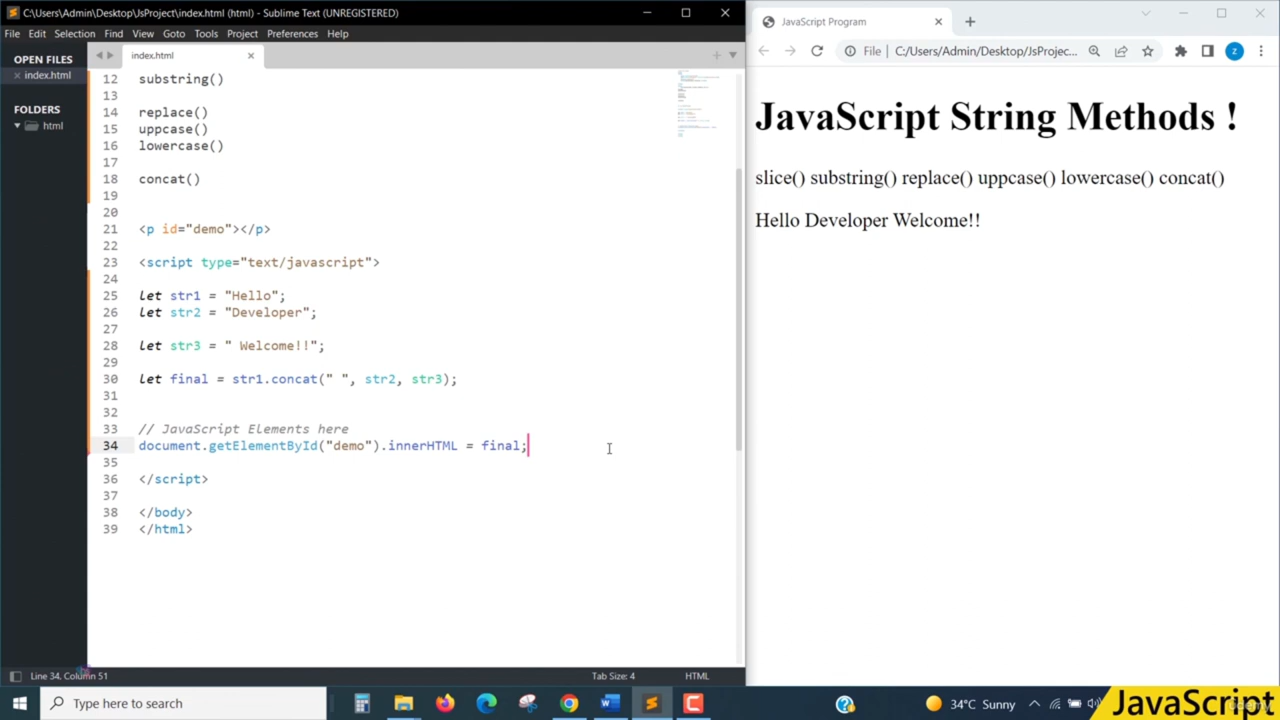 C:\Users\Admin\Desktop\JsProject\index.html (html) - Sublime Text (UNREGISTERED)
File Edit Selection Find View Goto Tools Project Preferences Help
OPEN FILES
index.html
FOLDERS
html
index.html
12 substring()
13
14 replace()
15 uppcase()
16 lowercase()
17
18 concat()
19
20
21 <p id="demo"></p>
22
23 <script type="text/javascript">
24
25 let str1 = "Hello";
26 let str2 = "Developer";
27
28 let str3 = " Welcome!!";
29
30 let final = str1.concat(" ", str2, str3);
31
32
33 // JavaScript Elements here
34 document.getElementById("demo").innerHTML = final;
35
36 </script>
37
38 </body>
39 </html>
Line 34, Column 51
Tab Size: 4
HTML
JavaScript Program
File C:/Users/Admin/Desktop/JsProjec...
Z
JavaScript String Methods !
slice() substring() replace() uppcase() lowercase() concat()
Hello Developer Welcome!!
Type here to search
34°C Sunny
JavaScript